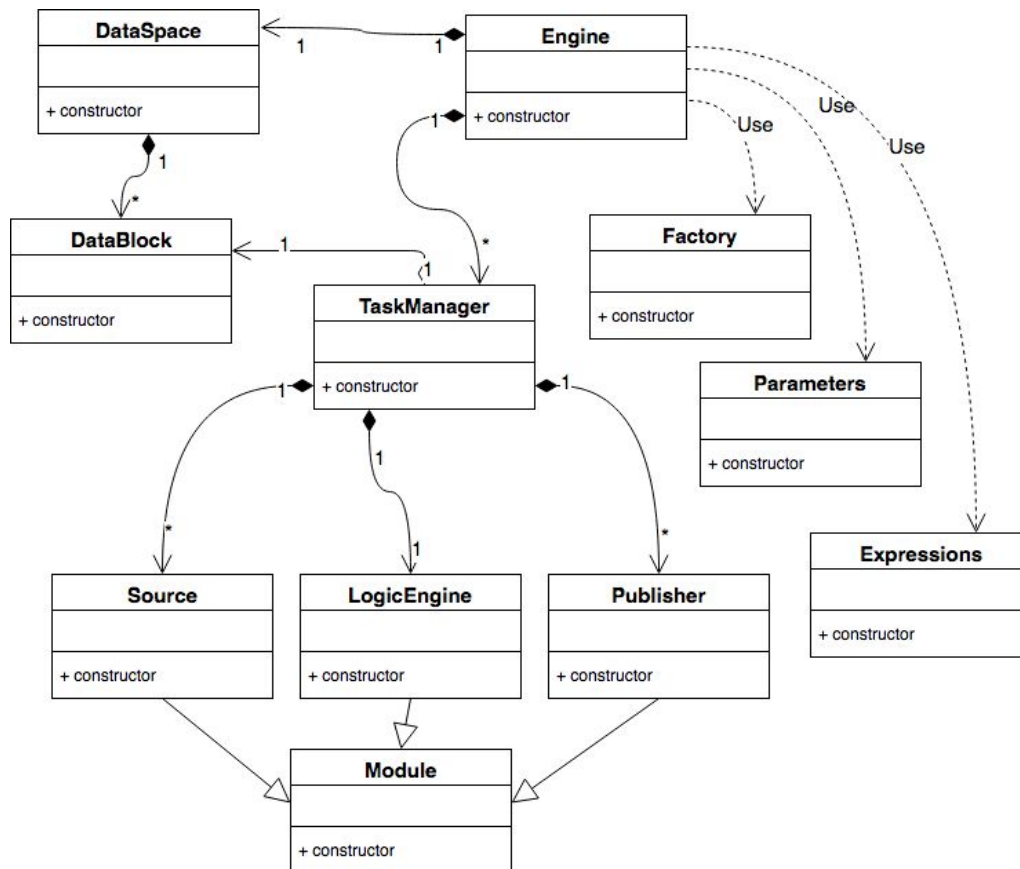 DataSpace
+ constructor
1
1
Engine
+ constructor
1
Use
Use
Use
1
*
DataBlock
+ constructor
1
1
*
TaskManager
+ constructor
Factory
+ constructor
Parameters
+ constructor
1
1
1
*
1
*
Source
+ constructor
LogicEngine
+ constructor
Publisher
+ constructor
Expressions
+ constructor
Module
+ constructor